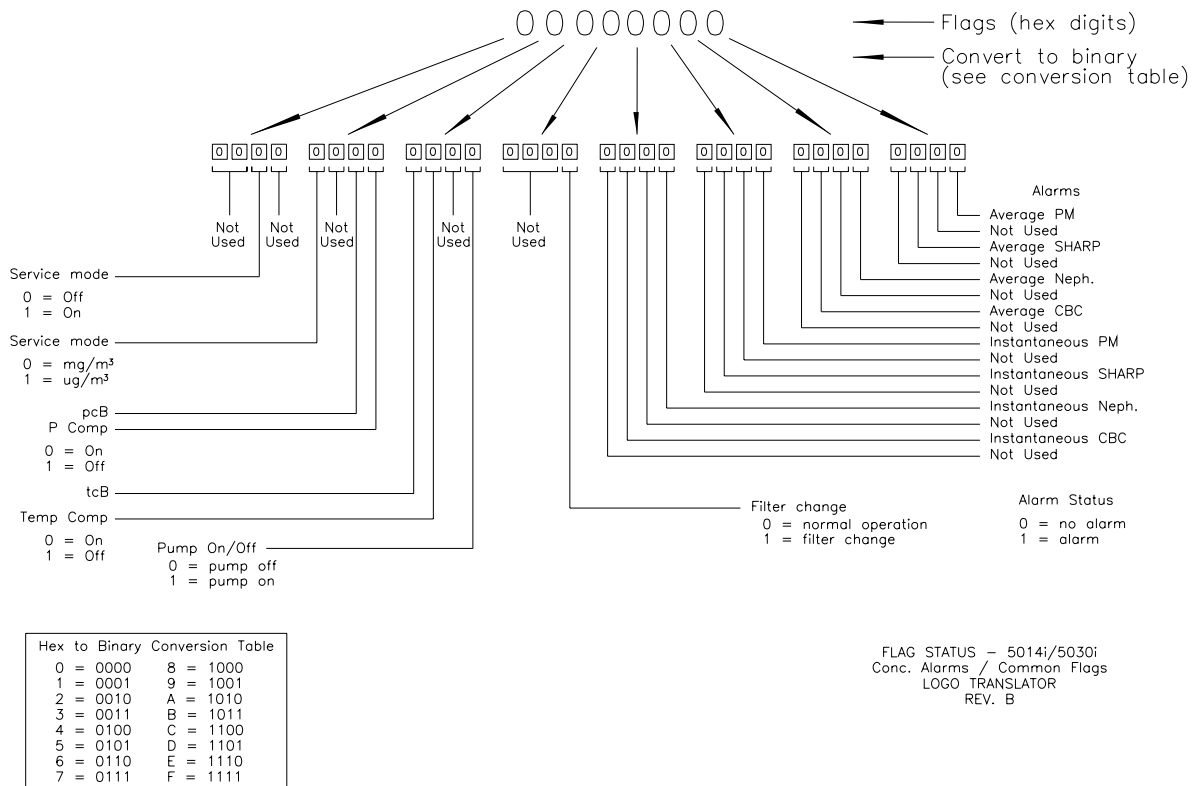 0 0 0 0 0 0 0 0
Flags (hex digits)
Convert to binary
(see conversion table)
0 0 0 0 0 0 0 0 0 0 0 0 0 0 0 0 0 0 0 0 0 0 0 0 0 0 0 0 0 0 0 0
Not Used
Not Used
Not Used
Not Used
Not Used
Alarms
Average PM
Not Used
Average SHARP
Not Used
Average Neph.
Not Used
Average CBC
Not Used
Instantaneous PM
Not Used
Instantaneous SHARP
Not Used
Instantaneous Neph.
Not Used
Instantaneous CBC
Not Used
Service mode
0 = Off
1 = On
Service mode
0 = mg/m³
1 = ug/m³
pcB
P Comp
0 = On
1 = Off
tcB
Temp Comp
0 = On
1 = Off
Pump On/Off
0 = pump off
1 = pump on
Filter change
0 = normal operation
1 = filter change
Alarm Status
0 = no alarm
1 = alarm
Hex to Binary Conversion Table
0 = 0000 8 = 1000
1 = 0001 9 = 1001
2 = 0010 A = 1010
3 = 0011 B = 1011
4 = 0100 C = 1100
5 = 0101 D = 1101
6 = 0110 E = 1110
7 = 0111 F = 1111
FLAG STATUS - 5014i/5030i
Conc. Alarms / Common Flags
LOGO TRANSLATOR
REV. B